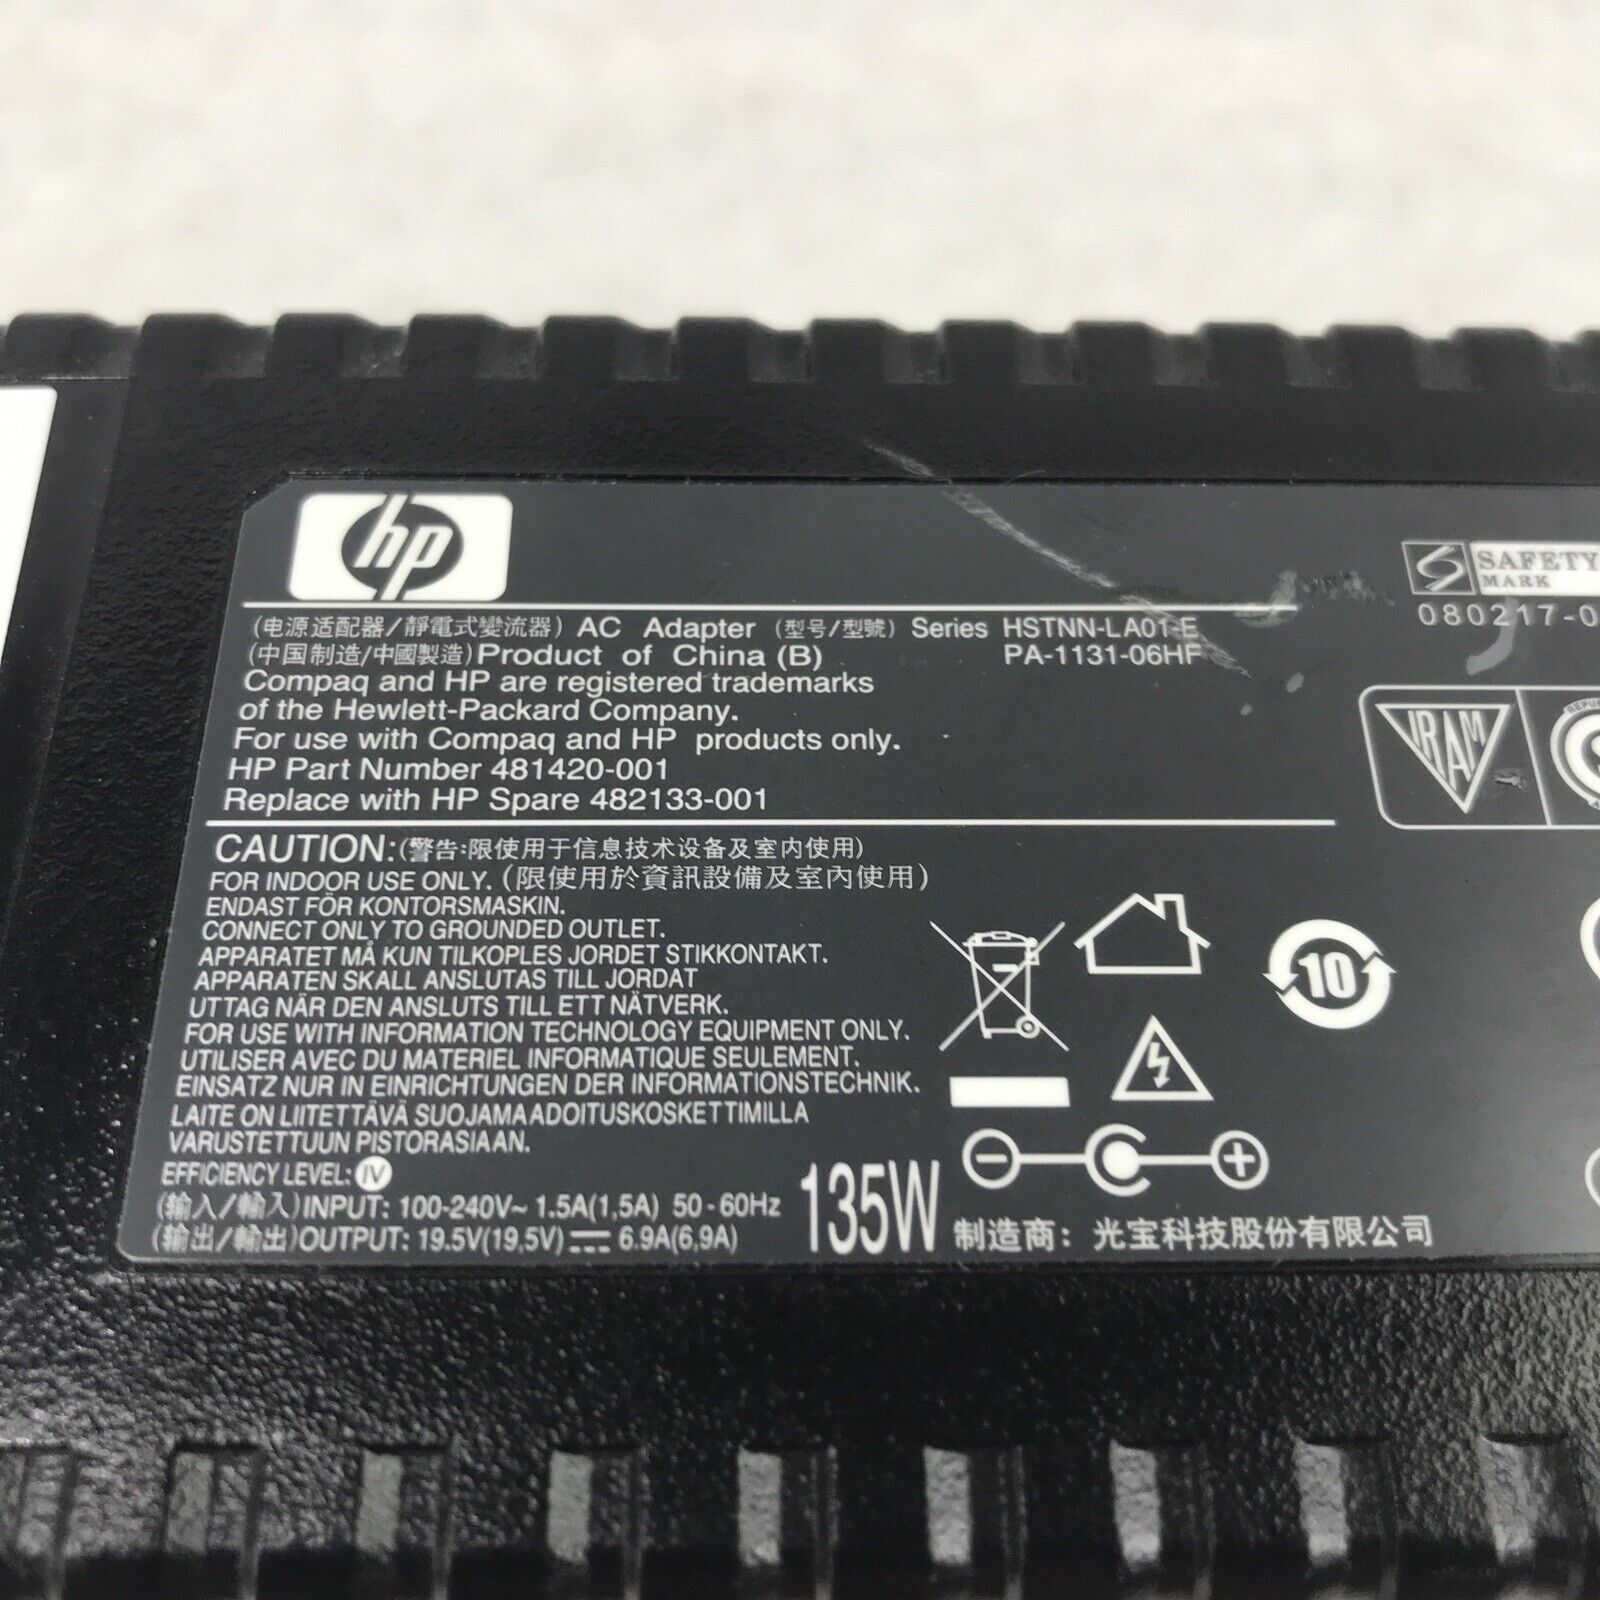 hp
(电源适配器/靜電式變流器) AC Adapter (型号/型號) Series HSTNN-LA01-E
(中国制造/中國製造) Product of China (B) PA-1131-06HF
Compaq and HP are registered trademarks
of the Hewlett-Packard Company.
For use with Compaq and HP products only.
HP Part Number 481420-001
Replace with HP Spare 482133-001
SAFETY
MARK
080217-0
IRAM
CAUTION:(警告:限使用于信息技术设备及室内使用)
FOR INDOOR USE ONLY. (限使用於資訊設備及室內使用)
ENDAST FÖR KONTORSMASKIN.
CONNECT ONLY TO GROUNDED OUTLET.
APPARATET MÅ KUN TILKOPLES JORDET STIKKONTAKT.
APPARATEN SKALL ANSLUTAS TILL JORDAT
UTTAG NÄR DEN ANSLUTS TILL ETT NÄTVERK.
FOR USE WITH INFORMATION TECHNOLOGY EQUIPMENT ONLY.
UTILISER AVEC DU MATERIEL INFORMATIQUE SEULEMENT.
EINSATZ NUR IN EINRICHTUNGEN DER INFORMATIONSTECHNIK.
LAITE ON LIITETTÄVÄ SUOJAMAADOITUSKOSKETTIMILLA
VARUSTETTUUN PISTORASIAAN.
EFFICIENCY LEVEL: IV
(输入/輸入) INPUT: 100-240V~ 1.5A(1,5A) 50-60Hz
(输出/輸出) OUTPUT: 19.5V(19,5V) 6.9A(6,9A)
135W
10
制造商：光宝科技股份有限公司